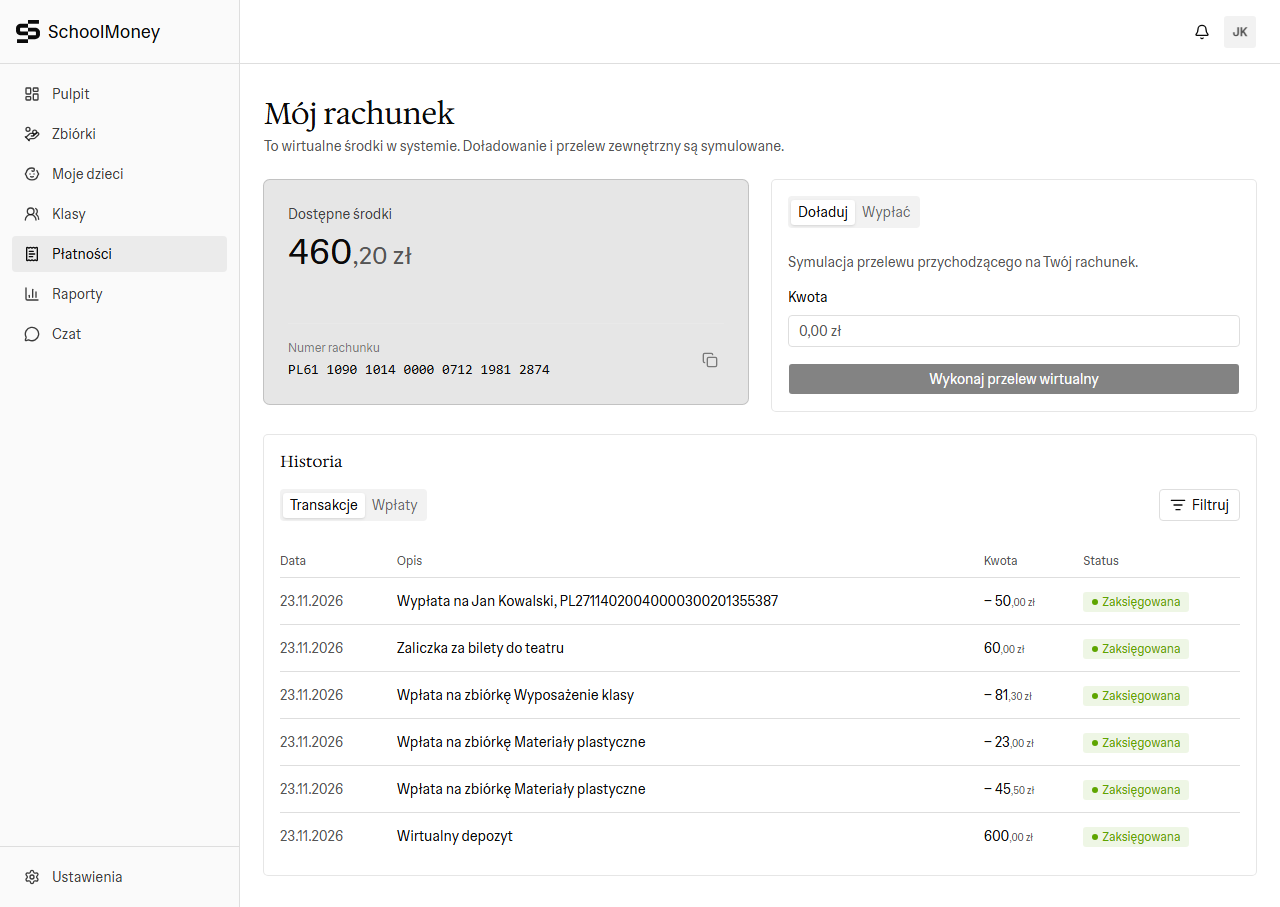 SchoolMoney
JK
Pulpit
Zbiórki
Moje dzieci
Klasy
Płatności
Raporty
Czat
Ustawienia
Mój rachunek
To wirtualne środki w systemie. Doładowanie i przelew zewnętrzny są symulowane.
Dostępne środki
460,20 zł
Numer rachunku
PL61 1090 1014 0000 0712 1981 2874
Doładuj Wypłać
Symulacja przelewu przychodzącego na Twój rachunek.
Kwota
0,00 zł
Wykonaj przelew wirtualny
Historia
Transakcje Wpłaty
Filtruj
Data Opis Kwota Status
23.11.2026 Wypłata na Jan Kowalski, PL27114020040000300201355387 − 50,00 zł Zaksięgowana
23.11.2026 Zaliczka za bilety do teatru 60,00 zł Zaksięgowana
23.11.2026 Wpłata na zbiórkę Wyposażenie klasy − 81,30 zł Zaksięgowana
23.11.2026 Wpłata na zbiórkę Materiały plastyczne − 23,00 zł Zaksięgowana
23.11.2026 Wpłata na zbiórkę Materiały plastyczne − 45,50 zł Zaksięgowana
23.11.2026 Wirtualny depozyt 600,00 zł Zaksięgowana